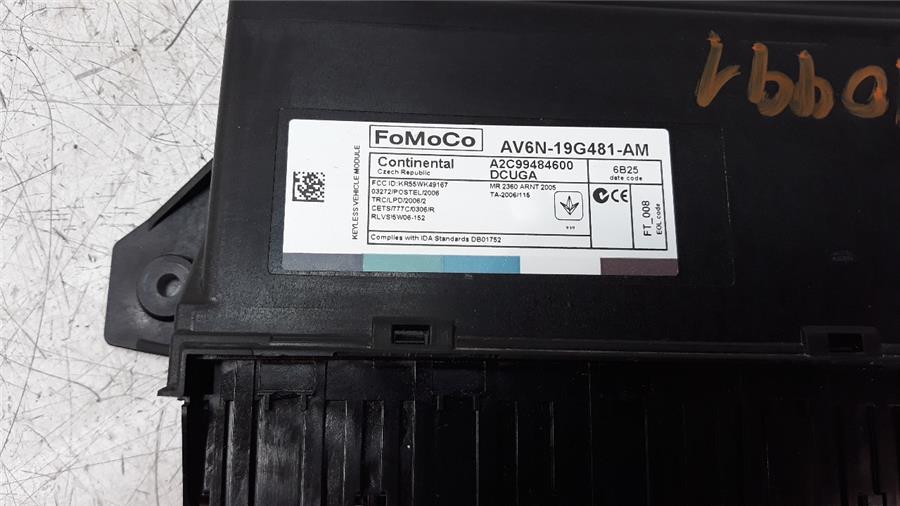 FoMoCo
AV6N-19G481-AM
KEYLESS VEHICLE MODULE
Continental
Czech Republic
A2C99484600
DCUGA
6B25
date code
FCC ID:KR55WK49167
03272/POSTEL/2006
TRC/LPD/2006/2
CETS/777C/0306/R
RLVS/5W06-152
MR 2360 ARNT 2005
TA-2006/115
Complies with IDA Standards DB01752
FT_008
EOL code